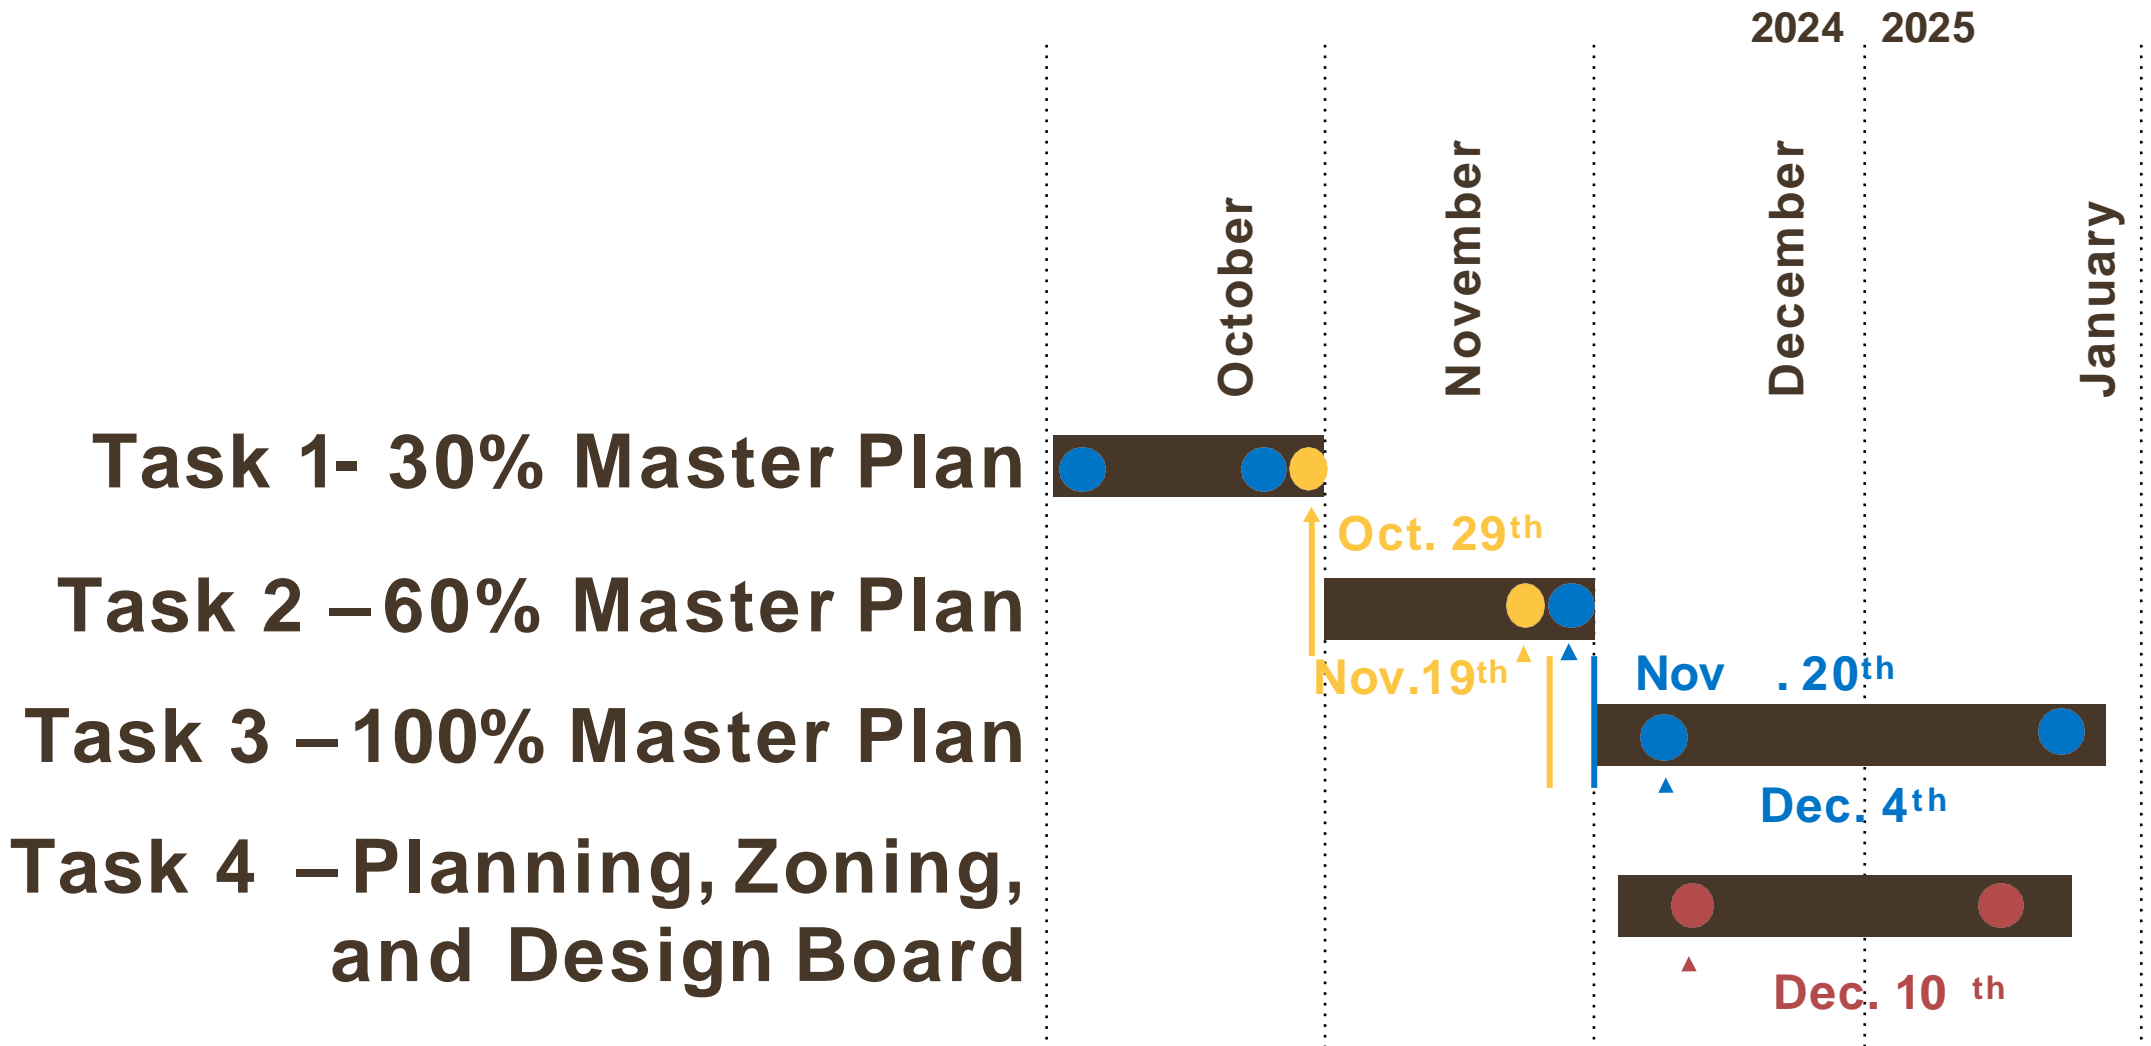 2024 2025
October
November
December
January
Task 1- 30% Master Plan
Oct. 29th
Task 2 – 60% Master Plan
Nov.19th
Nov . 20th
Task 3 – 100% Master Plan
Dec. 4th
Task 4 – Planning, Zoning,
and Design Board
Dec. 10 th